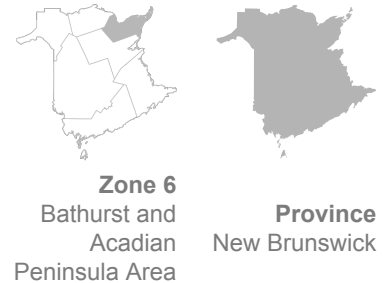 Zone 6
Bathurst and
Acadian
Peninsula Area
Province
New Brunswick